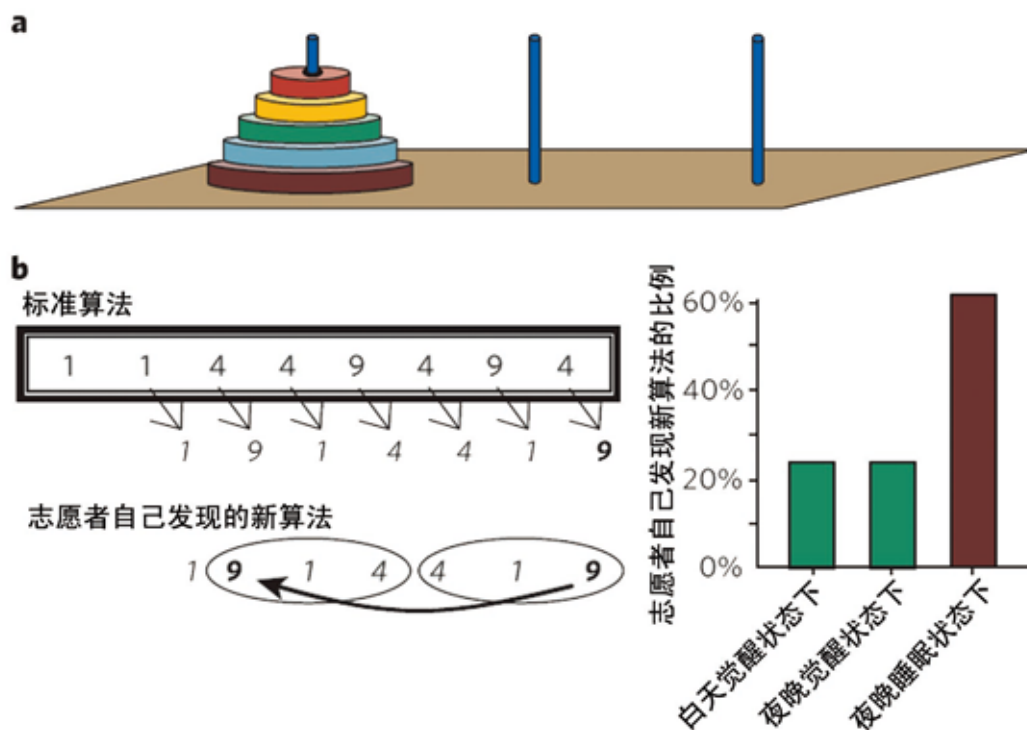 a
b
标准算法
1 1 4 4 9 4 9 4
1 9 1 4 4 1 9
志愿者自己发现的新算法
1 9 1 4 4 1 9
志愿者自己发现新算法的比例
60%
40%
20%
0%
白天觉醒状态下
夜晚觉醒状态下
夜晚睡眠状态下